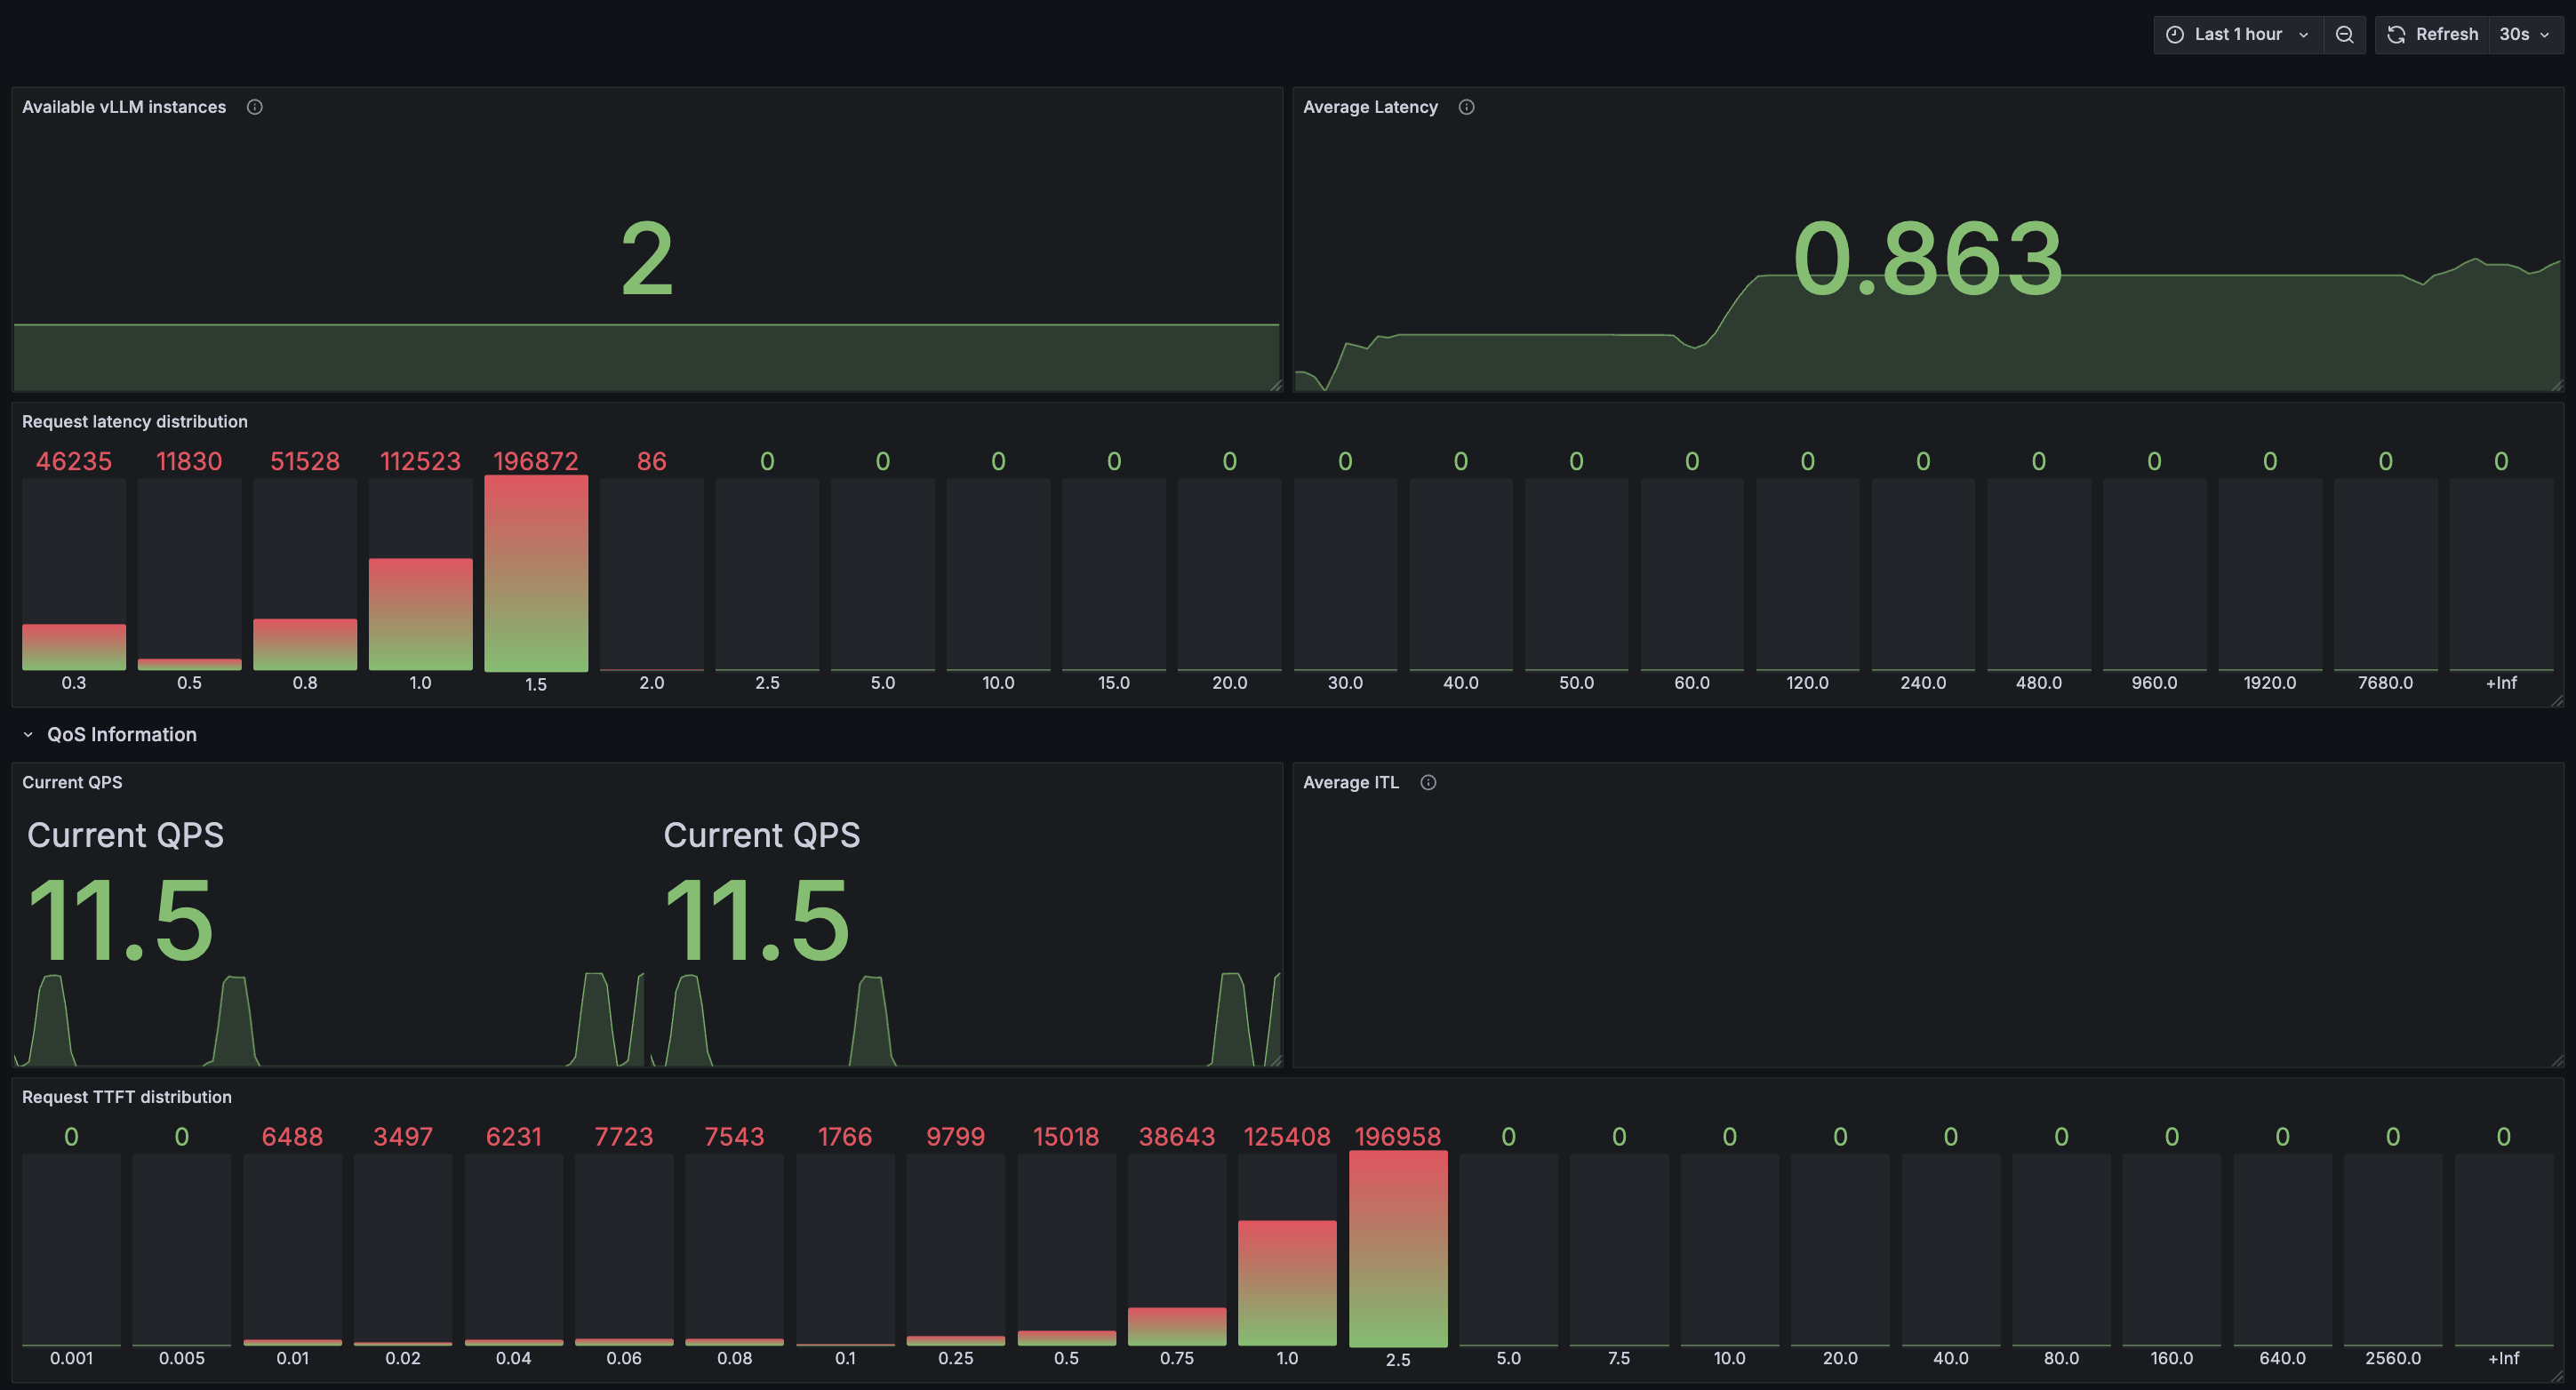 Last 1 hour Refresh 30s
Available vLLM instances
2
Average Latency
0.863
Request latency distribution
46235 11830 51528 112523 196872 86 0 0 0 0 0 0 0 0 0 0 0 0 0 0 0 0
0.3 0.5 0.8 1.0 1.5 2.0 2.5 5.0 10.0 15.0 20.0 30.0 40.0 50.0 60.0 120.0 240.0 480.0 960.0 1920.0 7680.0 +Inf
QoS Information
Current QPS
Current QPS Current QPS
11.5 11.5
Average ITL
Request TTFT distribution
0 0 6488 3497 6231 7723 7543 1766 9799 15018 38643 125408 196958 0 0 0 0 0 0 0 0 0 0
0.001 0.005 0.01 0.02 0.04 0.06 0.08 0.1 0.25 0.5 0.75 1.0 2.5 5.0 7.5 10.0 20.0 40.0 80.0 160.0 640.0 2560.0 +Inf